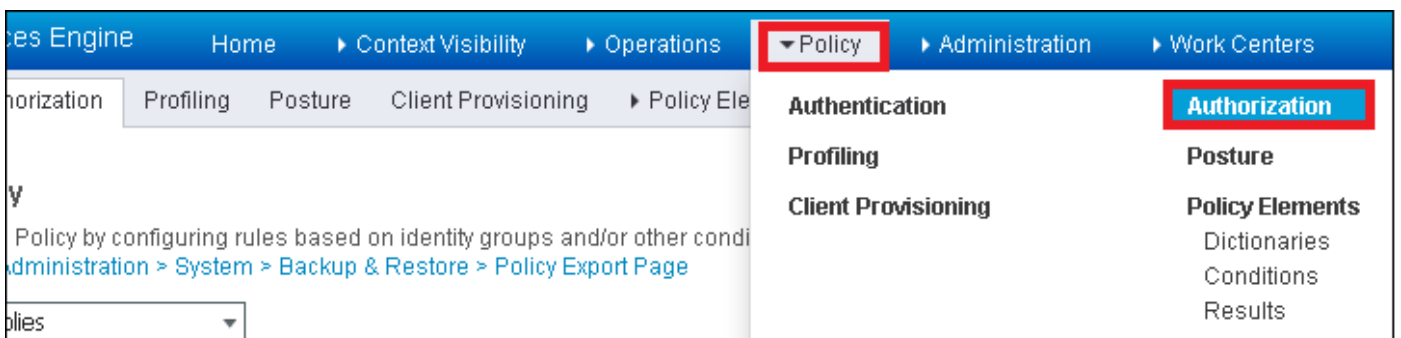 ces Engine Home Context Visibility Operations Policy Administration Work Centers
horization Profiling Posture Client Provisioning Policy Ele
Authentication Authorization
Profiling Posture
Client Provisioning Policy Elements
Dictionaries
Conditions
Results
y
Policy by configuring rules based on identity groups and/or other condi
Administration > System > Backup & Restore > Policy Export Page
plies